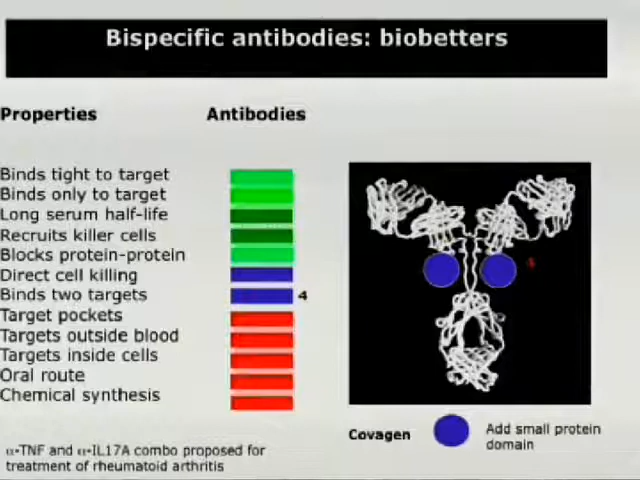 Bispecific antibodies: biobetters
Properties
Antibodies
Binds tight to target
Binds only to target
Long serum half-life
Recruits killer cells
Blocks protein-protein
Direct cell killing
Binds two targets
4
Target pockets
Targets outside blood
Targets inside cells
Oral route
Chemical synthesis
4
Covagen
Add small protein
domain
α-TNF and α-IL17A combo proposed for
treatment of rheumatoid arthritis